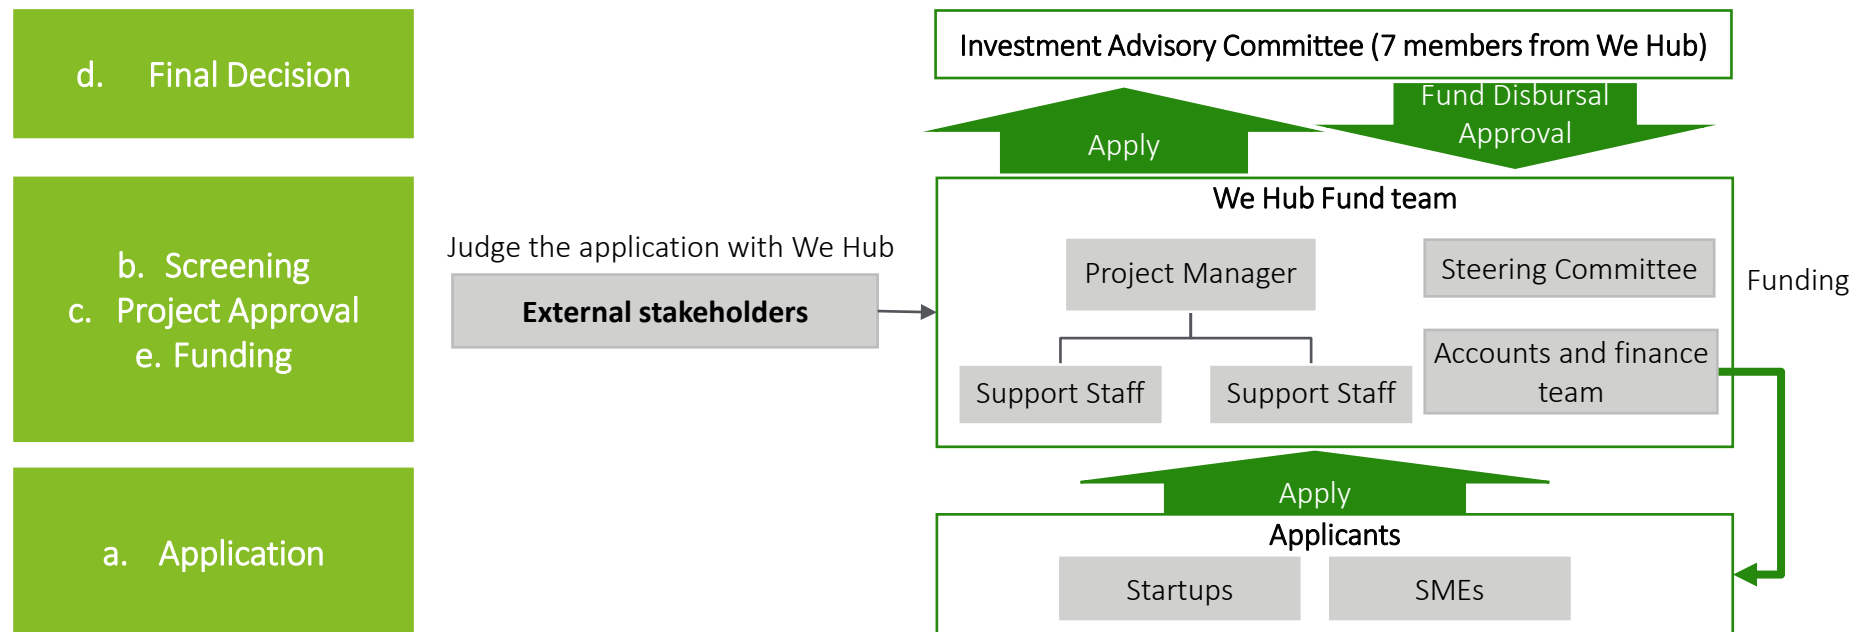 d. Final Decision
Investment Advisory Committee (7 members from We Hub)
Apply
Fund Disbursal
Approval
b. Screening
c. Project Approval
e. Funding
Judge the application with We Hub
External stakeholders
We Hub Fund team
Project Manager
Support Staff
Support Staff
Steering Committee
Accounts and finance
team
Funding
a. Application
Apply
Applicants
Startups
SMEs